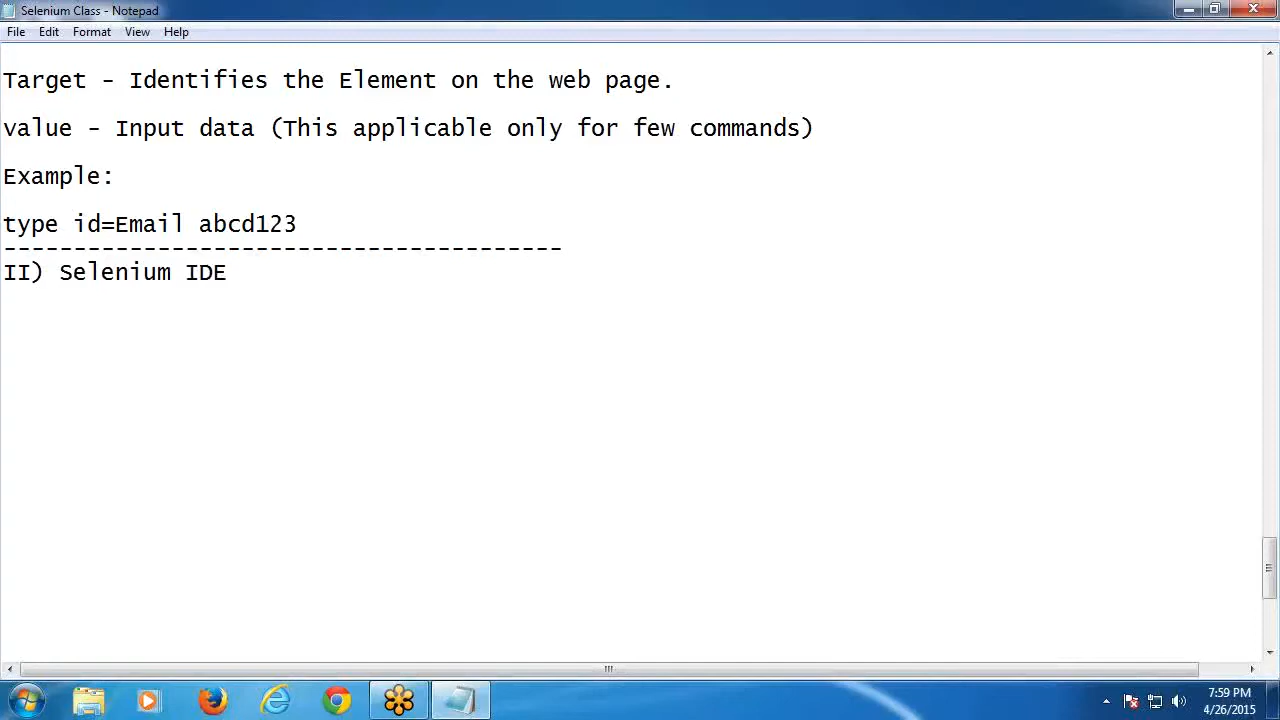 Selenium Class - Notepad
File Edit Format View Help
Target - Identifies the Element on the web page.
value - Input data (This applicable only for few commands)
Example:
type id=Email abcd123
----------------------------------------
II) Selenium IDE
7:59 PM
4/26/2015